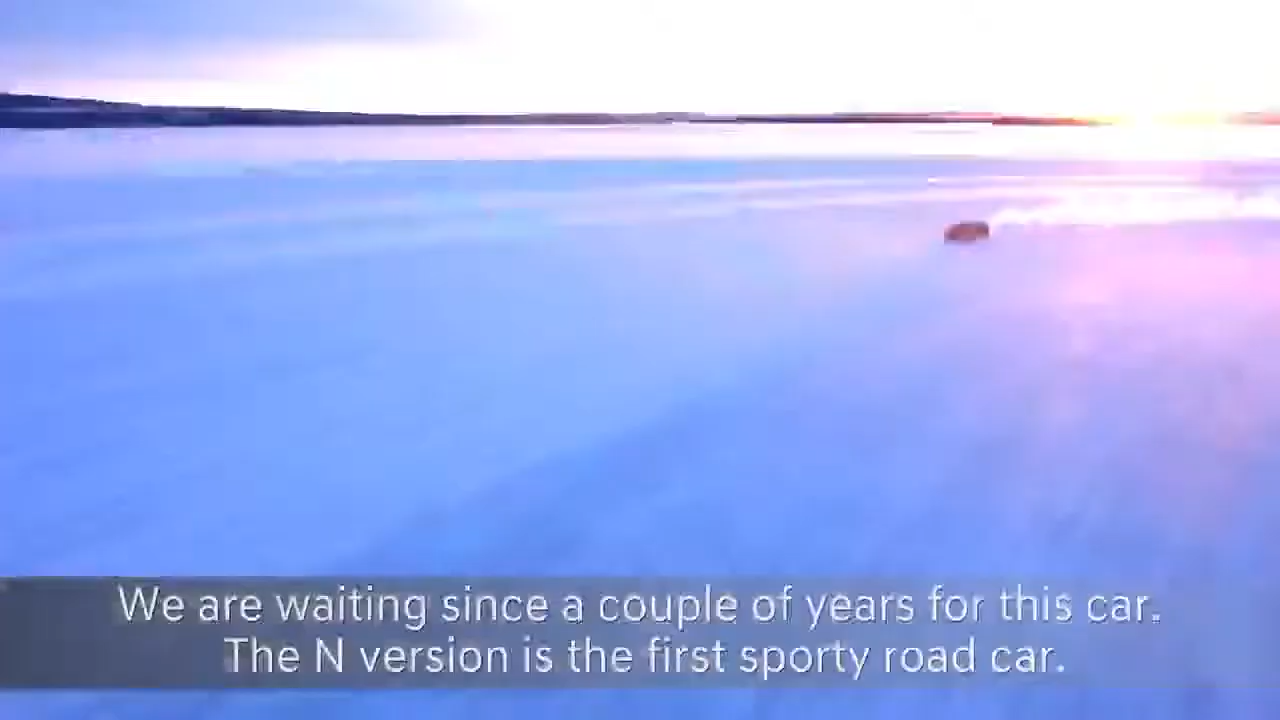 We are waiting since a couple of years for this car.
The N version is the first sporty road car.